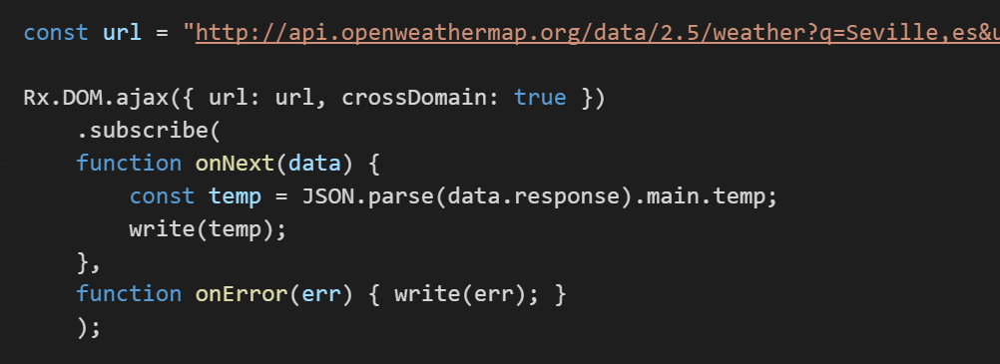 const url = "http://api.openweathermap.org/data/2.5/weather?q=Seville,es&u
Rx.DOM.ajax({ url: url, crossDomain: true })
.subscribe(
function onNext(data) {
const temp = JSON.parse(data.response).main.temp;
write(temp);
},
function onError(err) { write(err); }
);